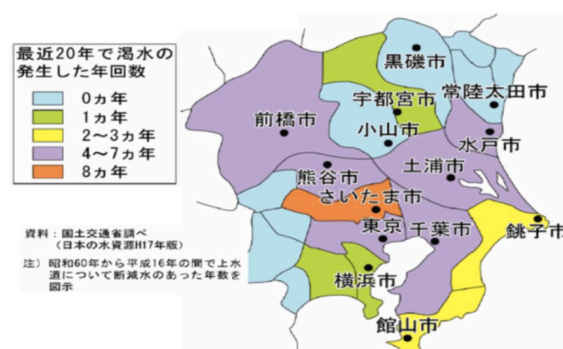 最近20年で渇水の
発生した年回数
0ヵ年
1ヵ年
2～3ヵ年
4～7ヵ年
8ヵ年
黒磯市
常陸太田市
宇都宮市
前橋市
小山市
水戸市
土浦市
熊谷市
さいたま市
東京
千葉市
銚子市
横浜市
館山市
資料：国土交通省調べ
（日本の水資源H17年版）
注）昭和60年から平成16年の間で上水
道について断減水のあった年数を
図示